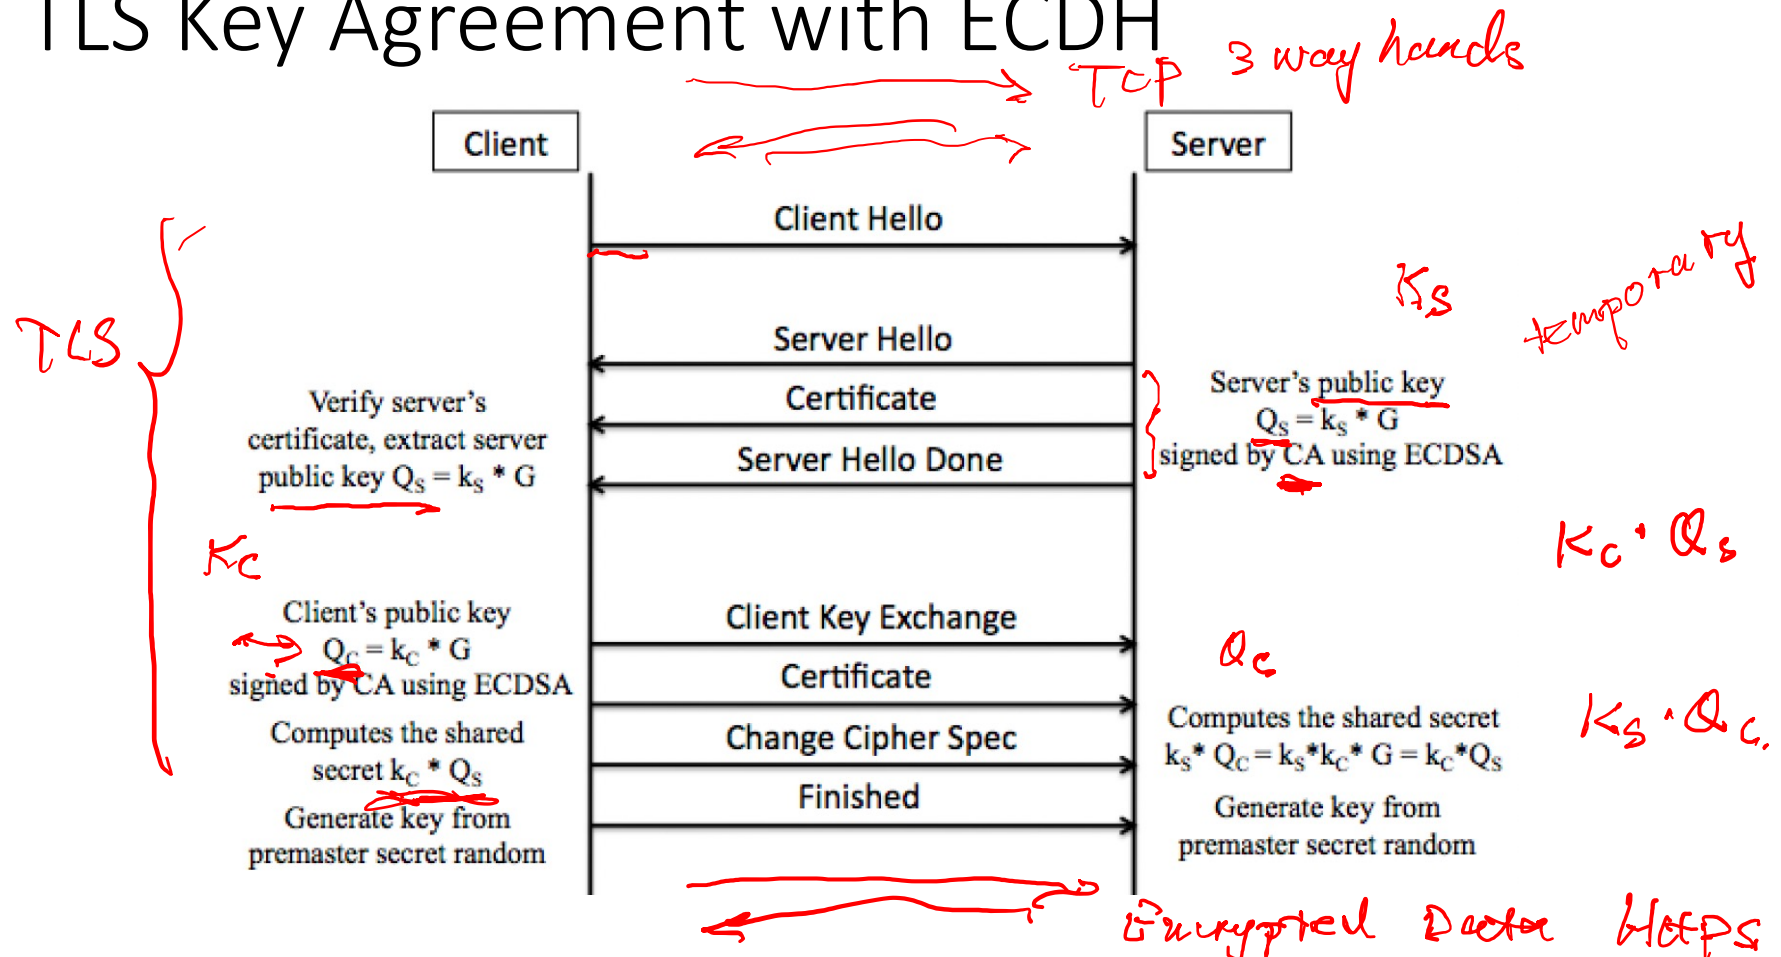 TLS Key Agreement with ECDH
TCP 3 way hands
Client
Server
Client Hello
Ks
temporary
TLS
Server Hello
Verify server's
certificate, extract server
public key Qs = ks * G
Certificate
Server Hello Done
Server's public key
Qs = ks * G
signed by CA using ECDSA
Kc · Qs
Kc
Client's public key
Qc = kc * G
signed by CA using ECDSA
Client Key Exchange
Qc
Certificate
Computes the shared
secret kc * Qs
Change Cipher Spec
Computes the shared secret
ks* Qc = ks*kc* G = kc*Qs
Ks · Qc.
Generate key from
premaster secret random
Finished
Generate key from
premaster secret random
Encrypted Data Https